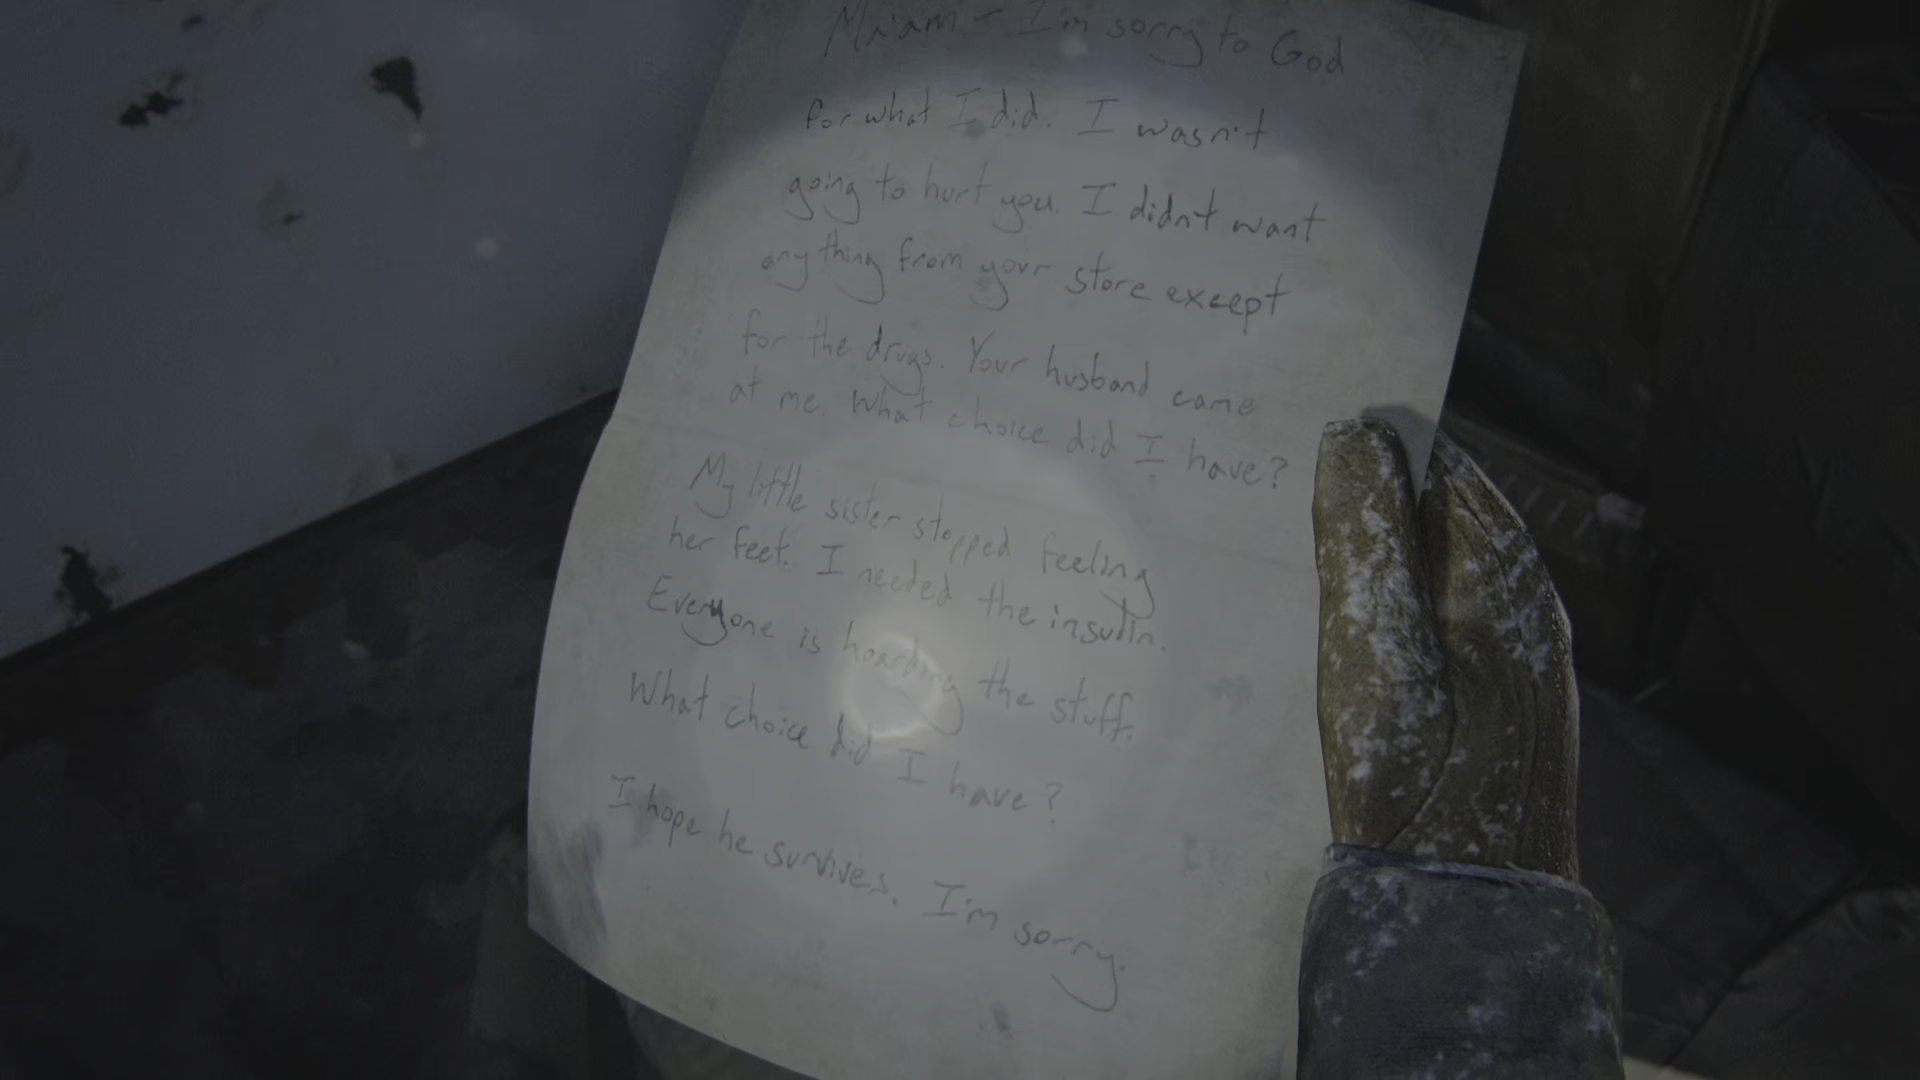 Ma'am - I'm sorry to God
for what I did. I wasn't
going to hurt you. I didn't want
anything from your store except
for the drugs. Your husband came
at me. What choice did I have?
My little sister stopped feeling
her feet. I needed the insulin.
Everyone is hoarding the stuff.
What choice did I have?
I hope he survives. I'm sorry.